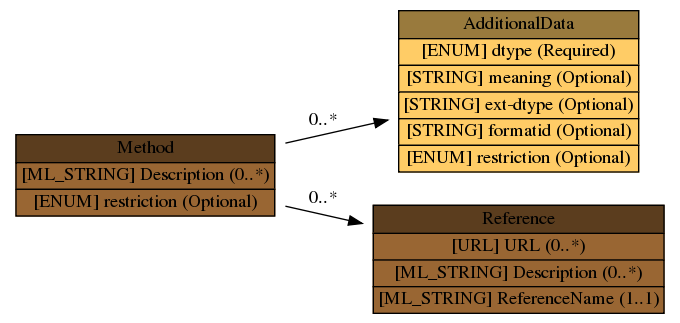 AdditionalData
[ENUM] dtype (Required)
[STRING] meaning (Optional)
[STRING] ext-dtype (Optional)
[STRING] formatid (Optional)
[ENUM] restriction (Optional)
0..*
Method
[ML_STRING] Description (0..*)
[ENUM] restriction (Optional)
0..*
Reference
[URL] URL (0..*)
[ML_STRING] Description (0..*)
[ML_STRING] ReferenceName (1..1)